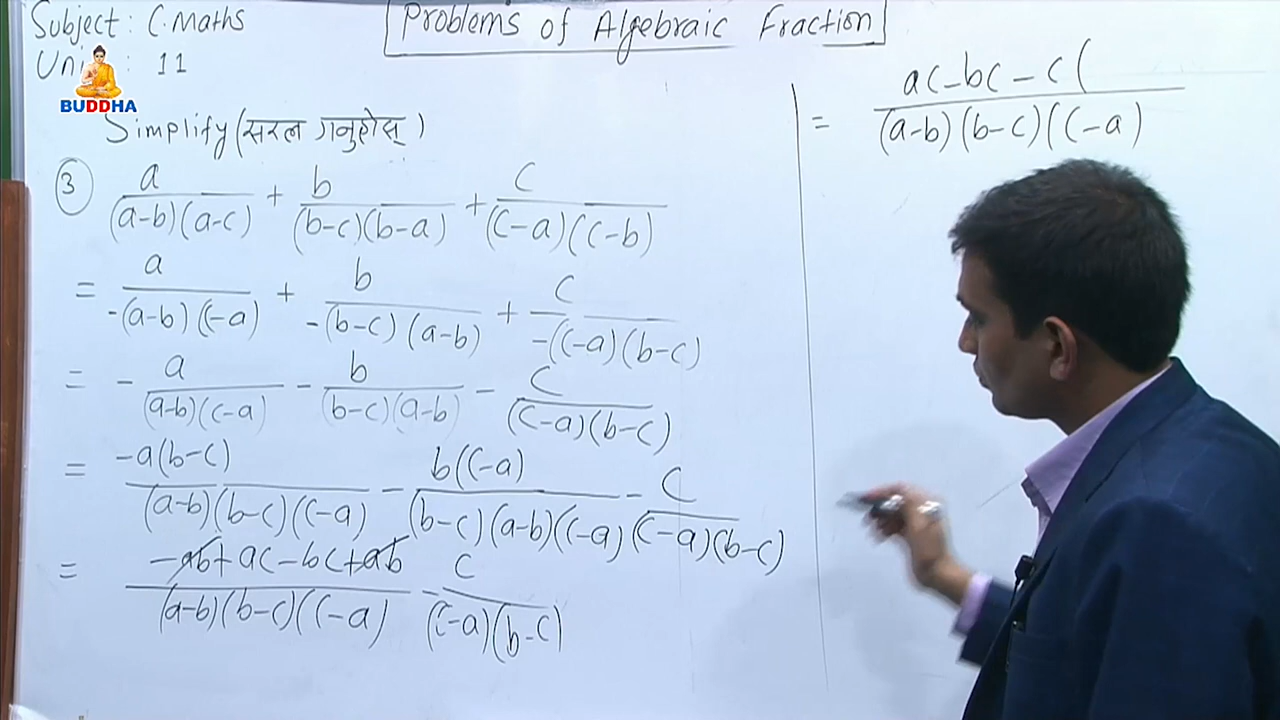 Subject: C.Maths
Problems of Algebraic Fraction
Unit: 11
BUDDHA
Simplify (सरल गर्नुहोस्)
③ a/(a-b)(a-c) + b/(b-c)(b-a) + c/(c-a)(c-b)
= a/-(a-b)(c-a) + b/-(b-c)(a-b) + c/-(c-a)(b-c)
= - a/(a-b)(c-a) - b/(b-c)(a-b) - c/(c-a)(b-c)
= -a(b-c)/(a-b)(b-c)(c-a) - b(c-a)/(b-c)(a-b)(c-a) - c/(c-a)(b-c)
= -ab+ac-bc+ab/(a-b)(b-c)(c-a) - c/(c-a)(b-c)
= ac-bc-c(/(a-b)(b-c)(c-a)